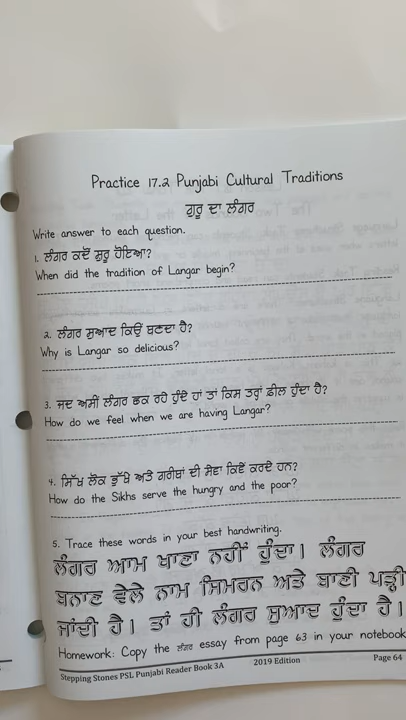 Practice 17.2 Punjabi Cultural Traditions
ਗੁਰੂ ਦਾ ਲੰਗਰ
Write answer to each question.
1. ਲੰਗਰ ਕਦੋਂ ਸ਼ੁਰੂ ਹੋਇਆ?
When did the tradition of Langar begin?
2. ਲੰਗਰ ਸੁਆਦ ਕਿਉਂ ਬਣਦਾ ਹੈ?
Why is Langar so delicious?
3. ਜਦ ਅਸੀਂ ਲੰਗਰ ਛਕ ਰਹੇ ਹੁੰਦੇ ਹਾਂ ਤਾਂ ਕਿਸ ਤਰ੍ਹਾਂ ਫ਼ੀਲ ਹੁੰਦਾ ਹੈ?
How do we feel when we are having Langar?
4. ਸਿੱਖ ਲੋਕ ਭੁੱਖੇ ਅਤੇ ਗਰੀਬਾਂ ਦੀ ਸੇਵਾ ਕਿਵੇਂ ਕਰਦੇ ਹਨ?
How do the Sikhs serve the hungry and the poor?
5. Trace these words in your best handwriting.
ਲੰਗਰ ਆਮ ਖਾਣਾ ਨਹੀਂ ਹੁੰਦਾ। ਲੰਗਰ
ਬਨਾਣ ਵੇਲੇ ਨਾਮ ਸਿਮਰਨ ਅਤੇ ਬਾਣੀ ਪੜ੍ਹੀ
ਜਾਂਦੀ ਹੈ। ਤਾਂ ਹੀ ਲੰਗਰ ਸੁਆਦ ਹੁੰਦਾ ਹੈ।
Homework: Copy the ਲੰਗਰ essay from page 63 in your notebook
Stepping Stones PSL Punjabi Reader Book 3A 2019 Edition Page 64